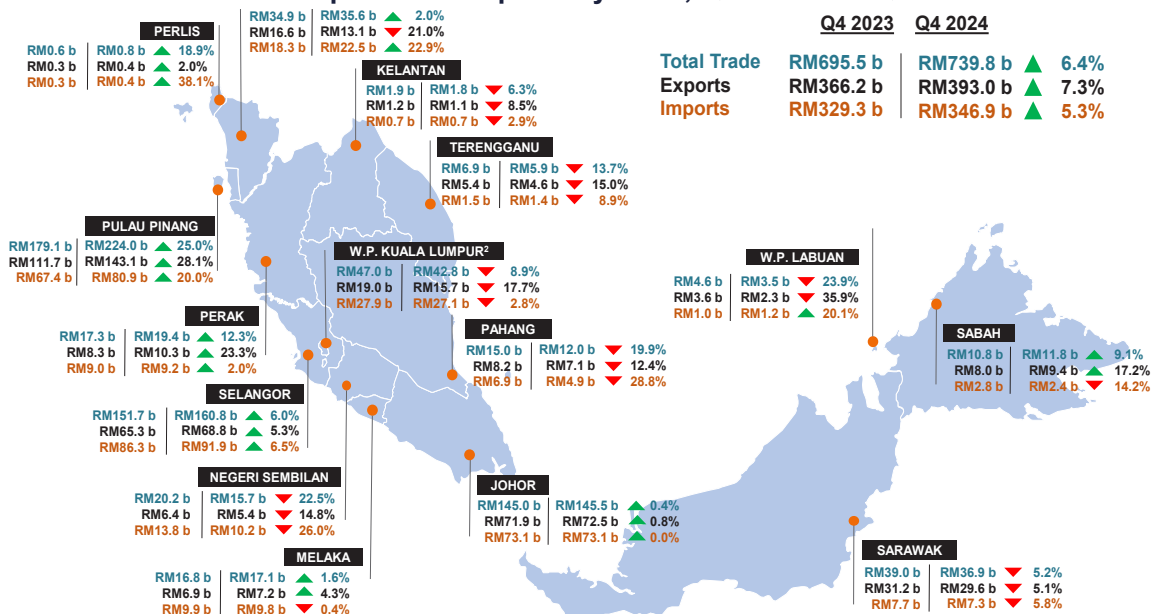 Q4 2023 Q4 2024
Total Trade RM695.5 b RM739.8 b ▲ 6.4%
Exports RM366.2 b RM393.0 b ▲ 7.3%
Imports RM329.3 b RM346.9 b ▲ 5.3%
RM34.9 b RM35.6 b ▲ 2.0%
RM16.6 b RM13.1 b ▼ 21.0%
RM18.3 b RM22.5 b ▲ 22.9%
PERLIS
RM0.6 b RM0.8 b ▲ 18.9%
RM0.3 b RM0.4 b ▲ 2.0%
RM0.3 b RM0.4 b ▲ 38.1%
KELANTAN
RM1.9 b RM1.8 b ▼ 6.3%
RM1.2 b RM1.1 b ▼ 8.5%
RM0.7 b RM0.7 b ▼ 2.9%
TERENGGANU
RM6.9 b RM5.9 b ▼ 13.7%
RM5.4 b RM4.6 b ▼ 15.0%
RM1.5 b RM1.4 b ▼ 8.9%
PULAU PINANG
RM179.1 b RM224.0 b ▲ 25.0%
RM111.7 b RM143.1 b ▲ 28.1%
RM67.4 b RM80.9 b ▲ 20.0%
W.P. KUALA LUMPUR²
RM47.0 b RM42.8 b ▼ 8.9%
RM19.0 b RM15.7 b ▼ 17.7%
RM27.9 b RM27.1 b ▼ 2.8%
W.P. LABUAN
RM4.6 b RM3.5 b ▼ 23.9%
RM3.6 b RM2.3 b ▼ 35.9%
RM1.0 b RM1.2 b ▲ 20.1%
PERAK
RM17.3 b RM19.4 b ▲ 12.3%
RM8.3 b RM10.3 b ▲ 23.3%
RM9.0 b RM9.2 b ▲ 2.0%
PAHANG
RM15.0 b RM12.0 b ▼ 19.9%
RM8.2 b RM7.1 b ▼ 12.4%
RM6.9 b RM4.9 b ▼ 28.8%
SABAH
RM10.8 b RM11.8 b ▲ 9.1%
RM8.0 b RM9.4 b ▲ 17.2%
RM2.8 b RM2.4 b ▼ 14.2%
SELANGOR
RM151.7 b RM160.8 b ▲ 6.0%
RM65.3 b RM68.8 b ▲ 5.3%
RM86.3 b RM91.9 b ▲ 6.5%
NEGERI SEMBILAN
RM20.2 b RM15.7 b ▼ 22.5%
RM6.4 b RM5.4 b ▼ 14.8%
RM13.8 b RM10.2 b ▼ 26.0%
JOHOR
RM145.0 b RM145.5 b ▲ 0.4%
RM71.9 b RM72.5 b ▲ 0.8%
RM73.1 b RM73.1 b ▲ 0.0%
MELAKA
RM16.8 b RM17.1 b ▲ 1.6%
RM6.9 b RM7.2 b ▲ 4.3%
RM9.9 b RM9.8 b ▼ 0.4%
SARAWAK
RM39.0 b RM36.9 b ▼ 5.2%
RM31.2 b RM29.6 b ▼ 5.1%
RM7.7 b RM7.3 b ▼ 5.8%